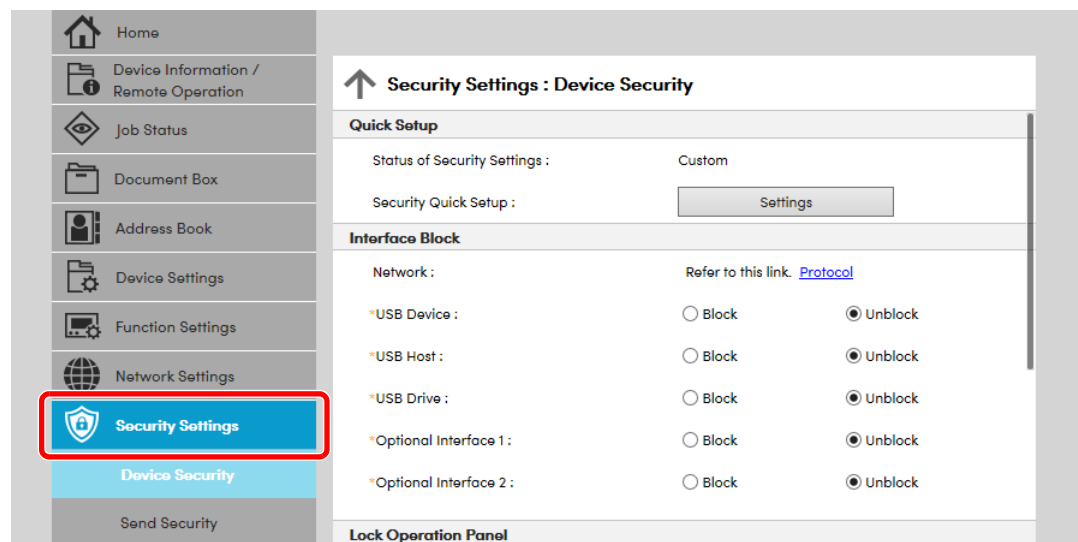 Home
Device Information /
Remote Operation
Job Status
Document Box
Address Book
Device Settings
Function Settings
Network Settings
Security Settings
Device Security
Send Security
Security Settings : Device Security
Quick Setup
Status of Security Settings : Custom
Security Quick Setup : Settings
Interface Block
Network : Refer to this link. Protocol
*USB Device : Block Unblock
*USB Host : Block Unblock
*USB Drive : Block Unblock
*Optional Interface 1 : Block Unblock
*Optional Interface 2 : Block Unblock
Lock Operation Panel